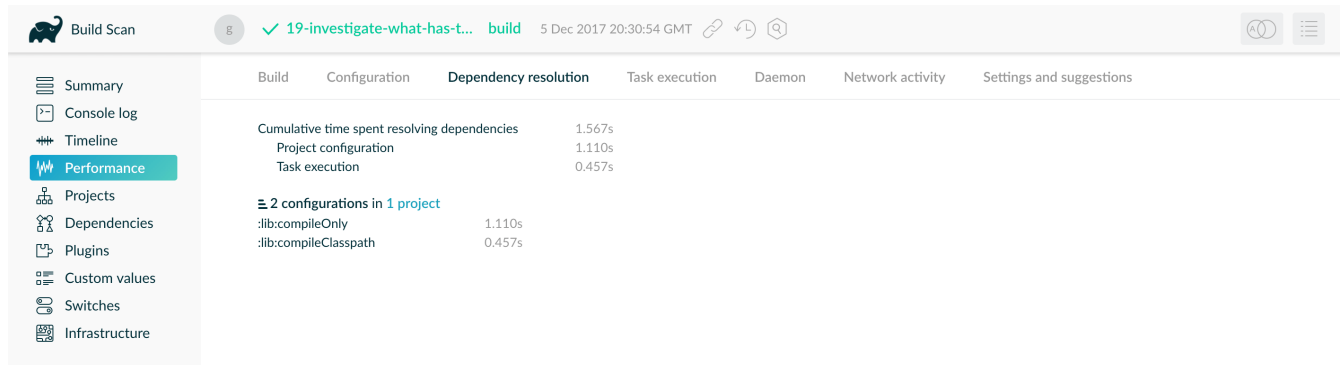 Build Scan
g 19-investigate-what-has-t... build 5 Dec 2017 20:30:54 GMT
Summary
Console log
Timeline
Performance
Projects
Dependencies
Plugins
Custom values
Switches
Infrastructure
Build Configuration Dependency resolution Task execution Daemon Network activity Settings and suggestions
Cumulative time spent resolving dependencies 1.567s
Project configuration 1.110s
Task execution 0.457s
2 configurations in 1 project
:lib:compileOnly 1.110s
:lib:compileClasspath 0.457s